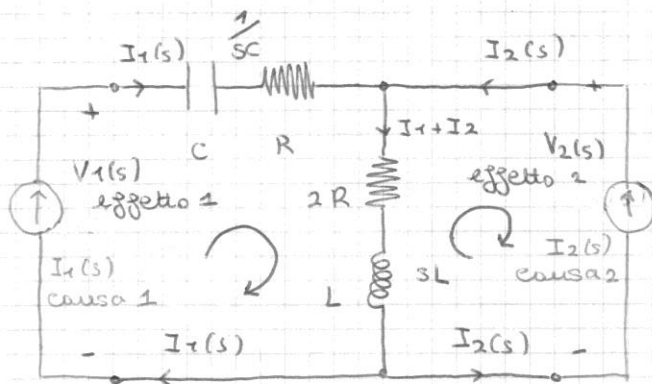 I1(s)
1/SC
I2(s)
+
+
C
R
I1+I2
V1(s)
effetto 1
2R
V2(s)
effetto 2
I1(s)
causa 1
L
SL
I2(s)
causa 2
-
I1(s)
I2(s)
-